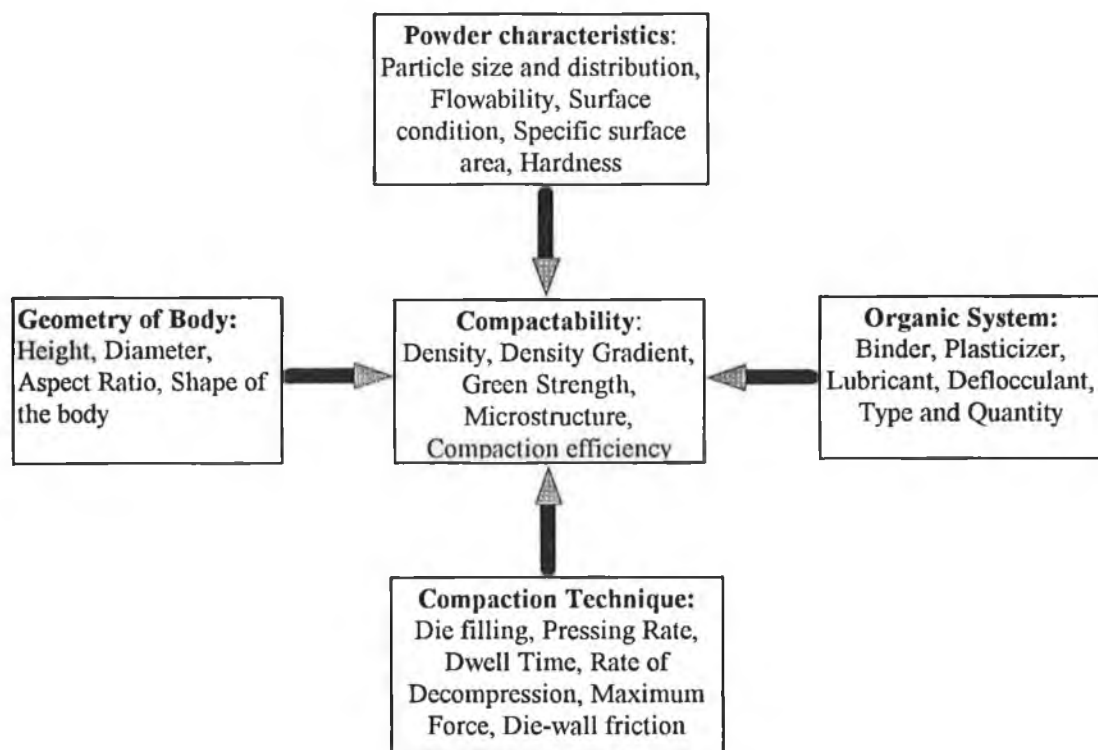 Powder characteristics:
Particle size and distribution,
Flowability, Surface
condition, Specific surface
area, Hardness
Geometry of Body:
Height, Diameter,
Aspect Ratio, Shape of
the body
Compactability:
Density, Density Gradient,
Green Strength,
Microstructure,
Compaction efficiency
Organic System:
Binder, Plasticizer,
Lubricant, Deflocculant,
Type and Quantity
Compaction Technique:
Die filling, Pressing Rate,
Dwell Time, Rate of
Decompression, Maximum
Force, Die-wall friction